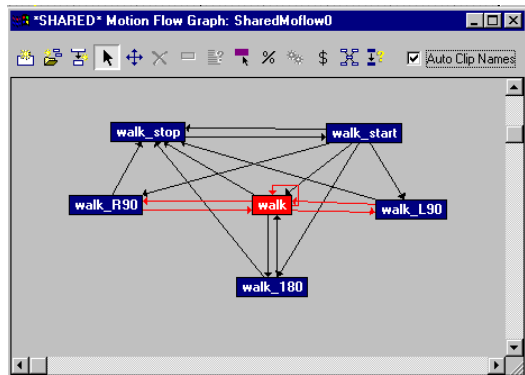 *SHARED* Motion Flow Graph: SharedMoflow0
% $ Auto Clip Names
walk_stop walk_start
walk_R90 walk walk_L90
walk_180